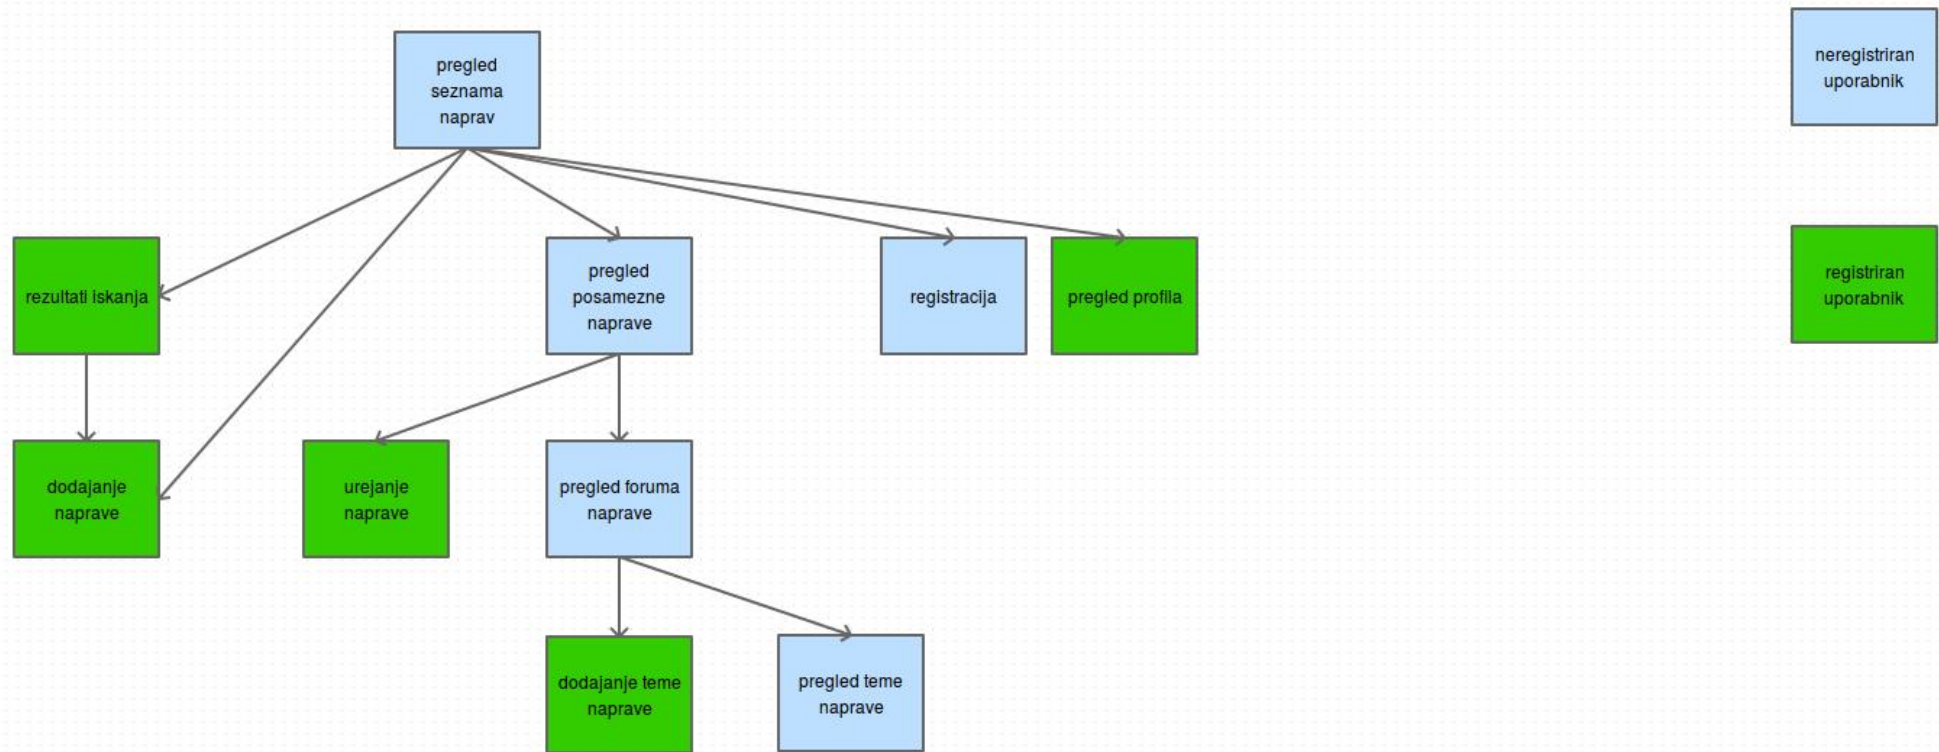 pregled
seznama
naprav
neregistriran
uporabnik
rezultati iskanja
pregled
posamezne
naprave
registracija
pregled profila
registriran
uporabnik
dodajanje
naprave
urejanje
naprave
pregled foruma
naprave
dodajanje teme
naprave
pregled teme
naprave